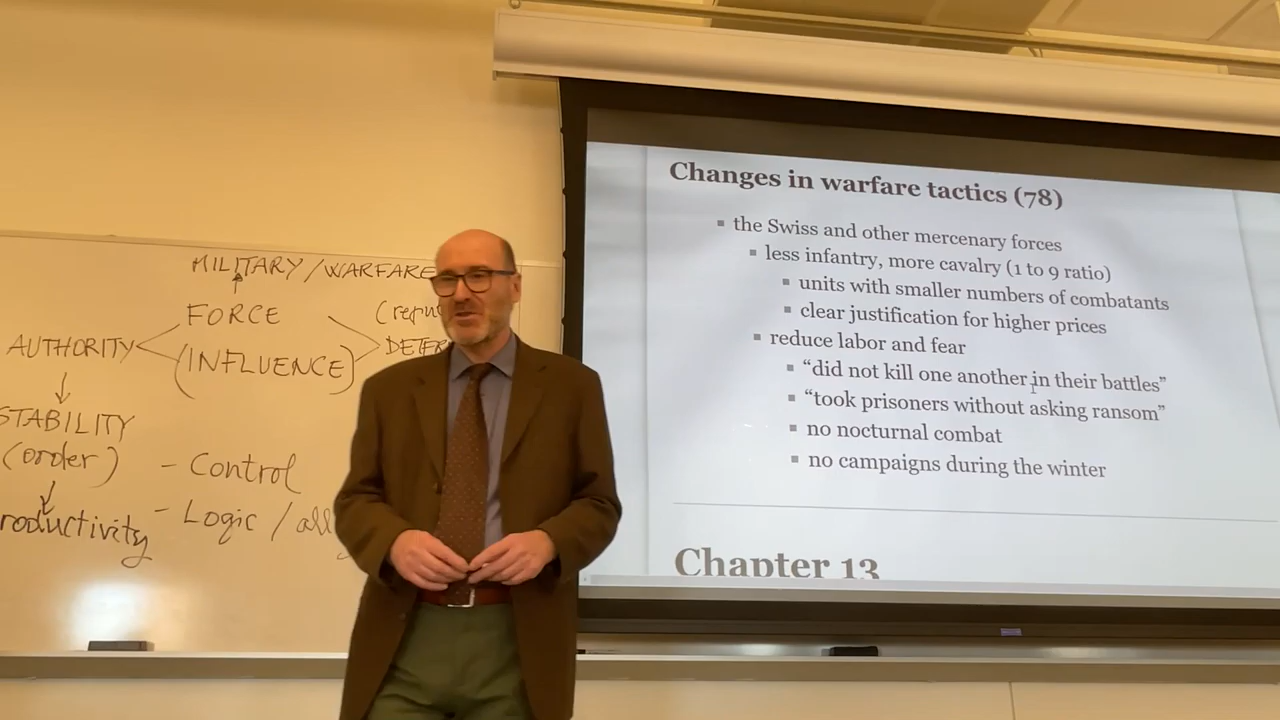 MILITARY/WARFARE
FORCE
AUTHORITY
(INFLUENCE)
STABILITY
(order)
- Control
- Logic /
Changes in warfare tactics (78)
the Swiss and other mercenary forces
less infantry, more cavalry (1 to 9 ratio)
units with smaller numbers of combatants
clear justification for higher prices
reduce labor and fear
“did not kill one another in their battles”
“took prisoners without asking ransom”
no nocturnal combat
no campaigns during the winter
Chapter 13